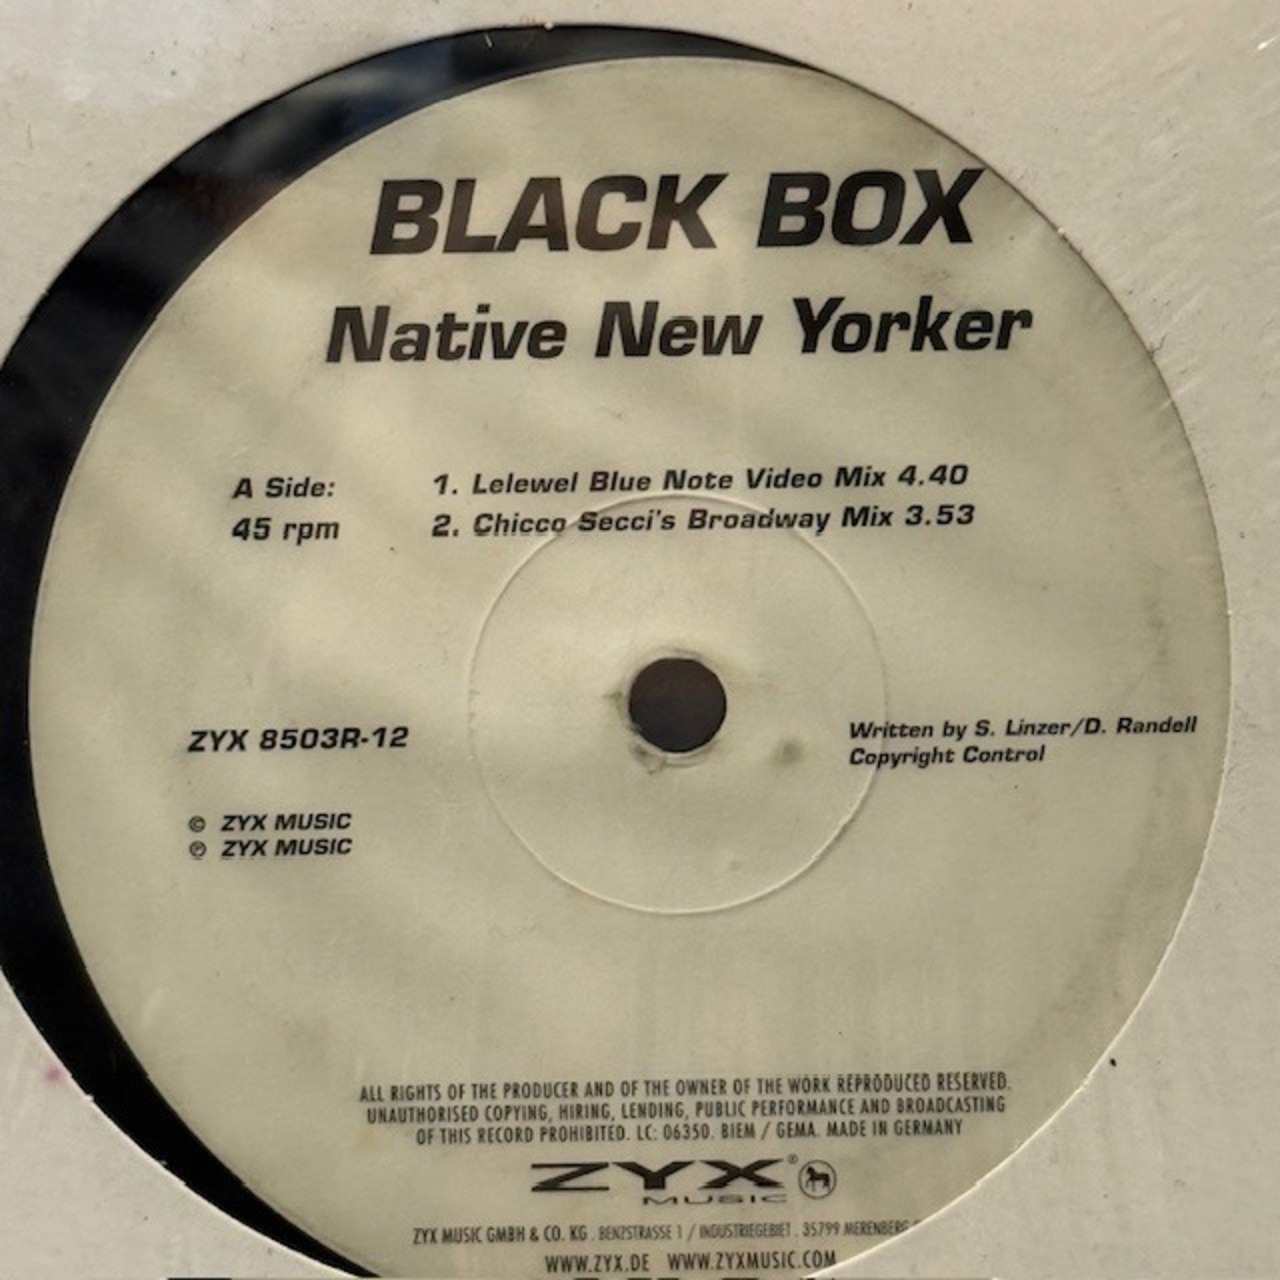 BLACK BOX
Native New Yorker
A Side: 1. Lelewel Blue Note Video Mix 4.40
45 rpm 2. Chicco Secci's Broadway Mix 3.53
ZYX 8503R-12
Written by S. Linzer/D. Randell
Copyright Control
© ZYX MUSIC
℗ ZYX MUSIC
ALL RIGHTS OF THE PRODUCER AND OF THE OWNER OF THE WORK REPRODUCED RESERVED.
UNAUTHORISED COPYING, HIRING, LENDING, PUBLIC PERFORMANCE AND BROADCASTING
OF THIS RECORD PROHIBITED. LC: 06350. BIEM / GEMA. MADE IN GERMANY
ZYX®
MUSIC
ZYX MUSIC GMBH & CO. KG . BENZSTRASSE 1 / INDUSTRIEGEBIET . 35799 MERENBERG
WWW.ZYX.DE WWW.ZYXMUSIC.COM